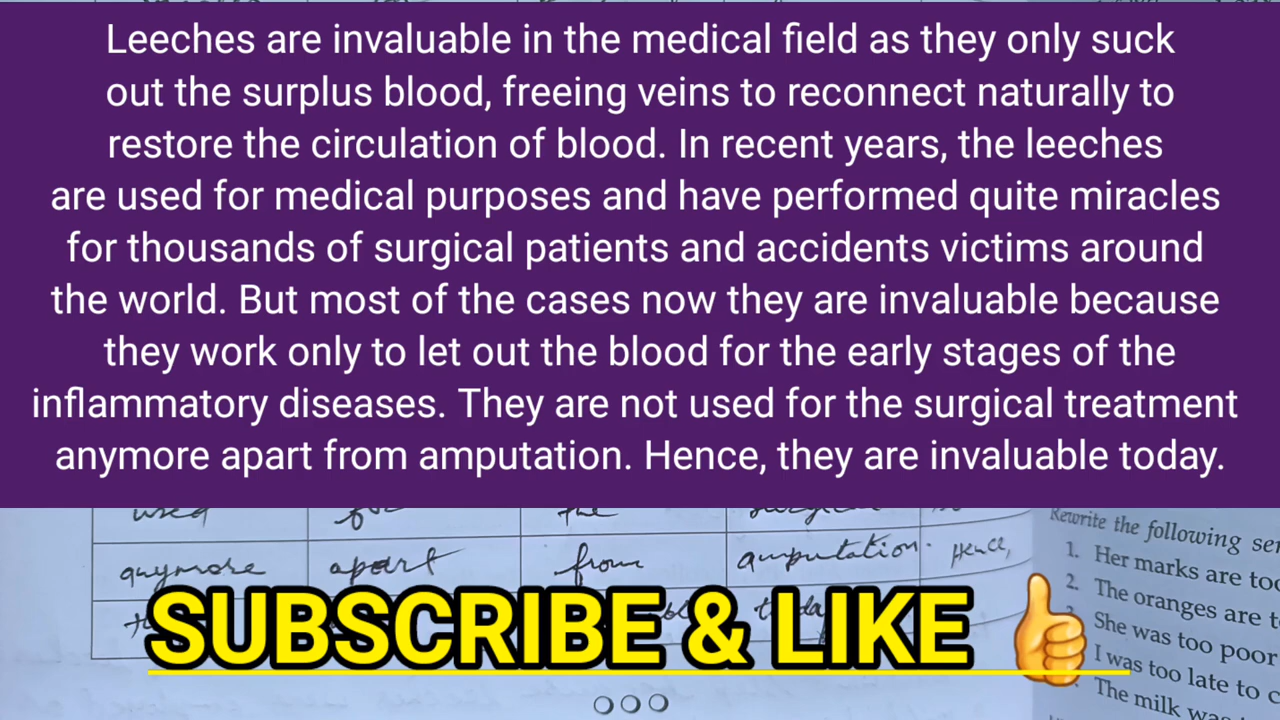 Leeches are invaluable in the medical field as they only suck
out the surplus blood, freeing veins to reconnect naturally to
restore the circulation of blood. In recent years, the leeches
are used for medical purposes and have performed quite miracles
for thousands of surgical patients and accidents victims around
the world. But most of the cases now they are invaluable because
they work only to let out the blood for the early stages of the
inflammatory diseases. They are not used for the surgical treatment
anymore apart from amputation. Hence, they are invaluable today.
used the
anymore apart from amputation. Hence,
SUBSCRIBE & LIKE
Rewrite the following
1. Her marks are
2. The oranges are
She was too poor
I was too late to
The milk